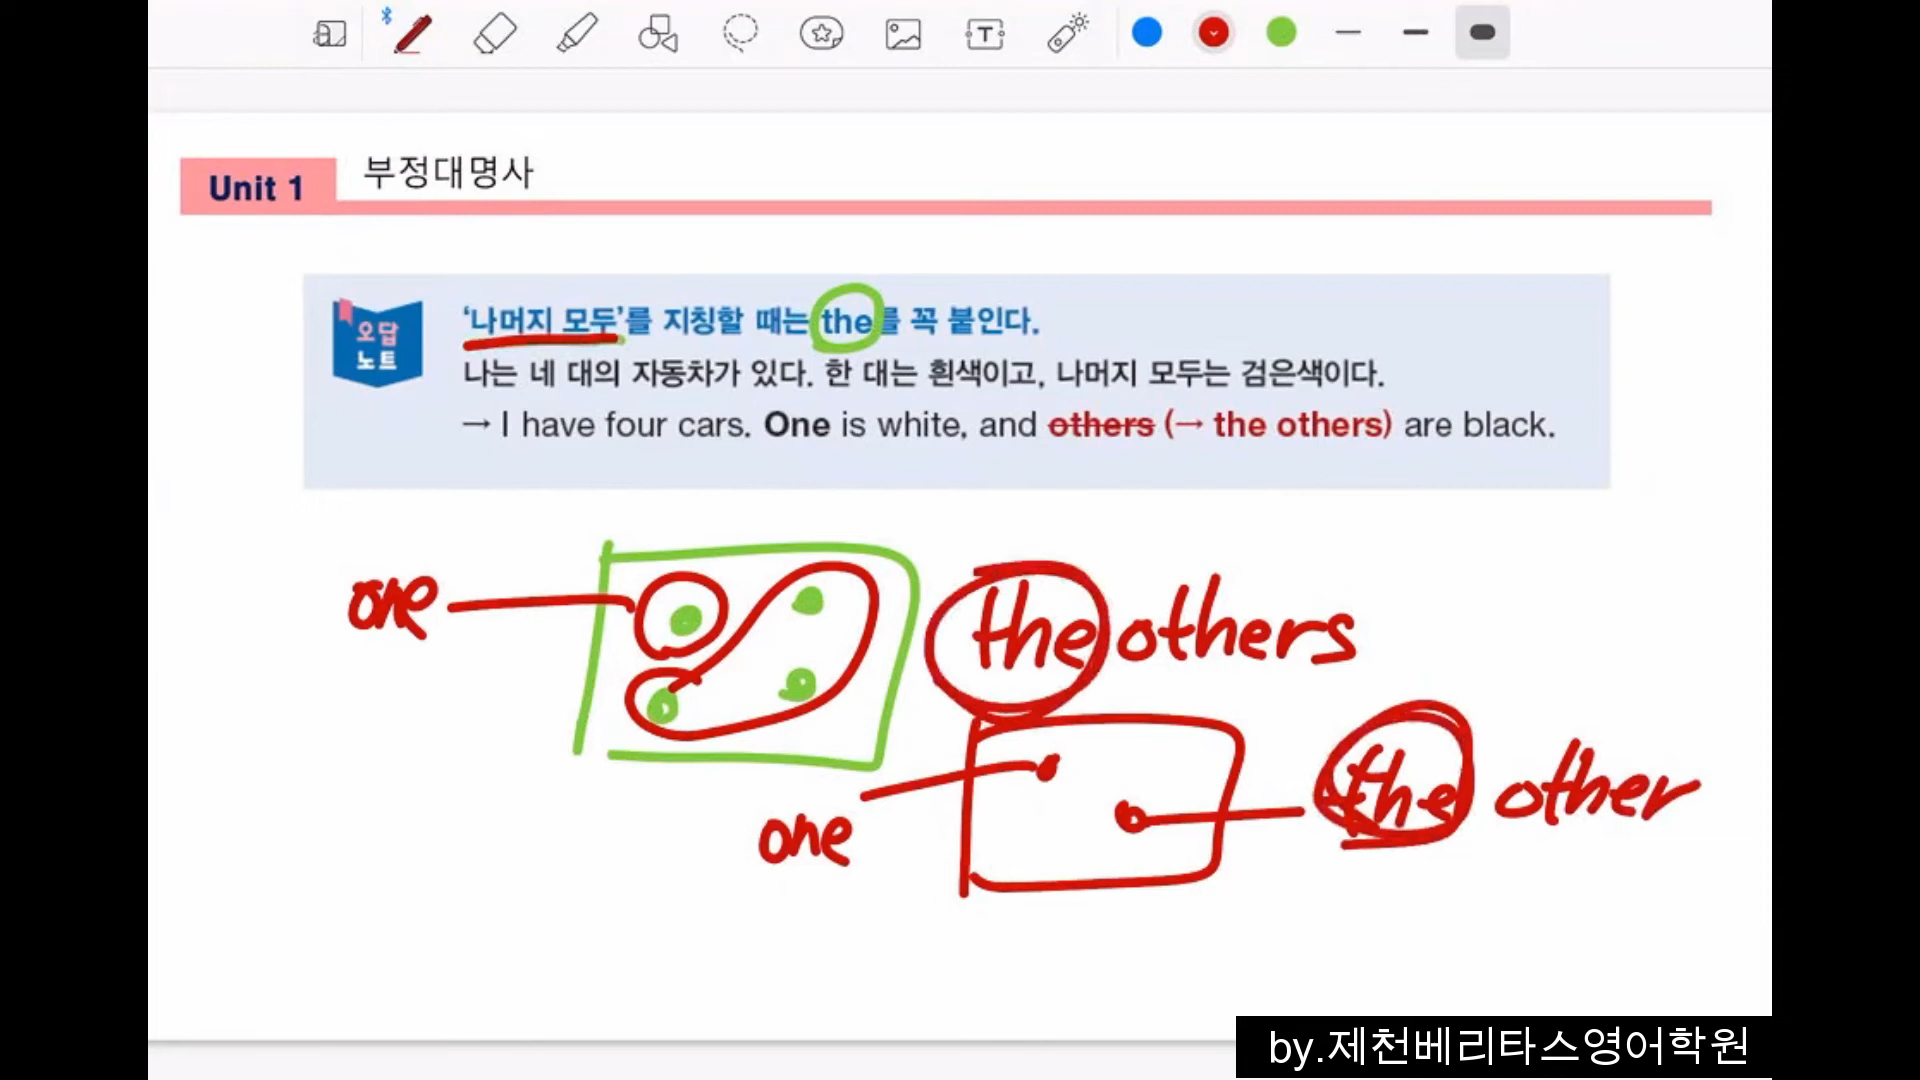 Unit 1
부정대명사
오답
노트
‘나머지 모두’를 지칭할 때는 the를 꼭 붙인다.
나는 네 대의 자동차가 있다. 한 대는 흰색이고, 나머지 모두는 검은색이다.
→ I have four cars. One is white, and others (→ the others) are black.
one
the others
one
the other
by.제천베리타스영어학원